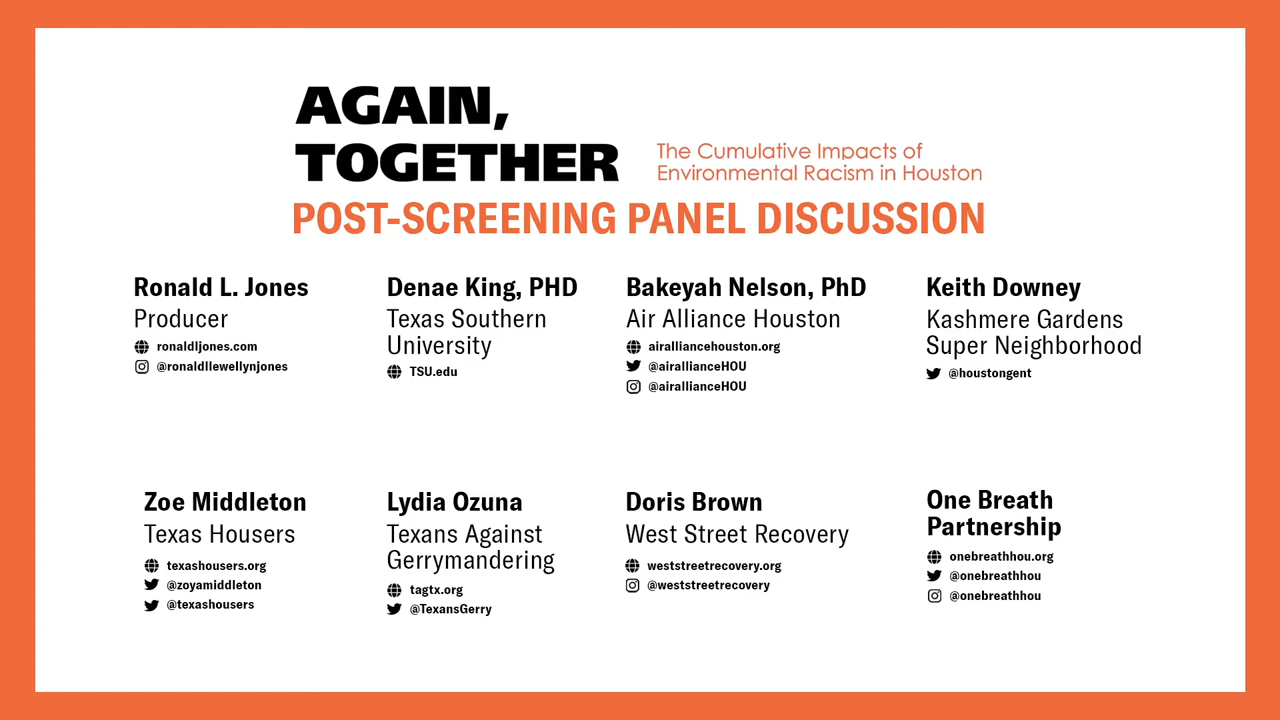 AGAIN,
TOGETHER
The Cumulative Impacts of
Environmental Racism in Houston
POST-SCREENING PANEL DISCUSSION
Ronald L. Jones
Producer
ronaldljones.com
@ronaldllewellynjones
Denae King, PHD
Texas Southern
University
TSU.edu
Bakeyah Nelson, PhD
Air Alliance Houston
airalliancehouston.org
@airallianceHOU
@airallianceHOU
Keith Downey
Kashmere Gardens
Super Neighborhood
@houstongent
Zoe Middleton
Texas Housers
texashousers.org
@zoyamiddleton
@texashousers
Lydia Ozuna
Texans Against
Gerrymandering
tagtx.org
@TexansGerry
Doris Brown
West Street Recovery
weststreetrecovery.org
@weststreetrecovery
One Breath
Partnership
onebreathhou.org
@onebreathhou
@onebreathhou